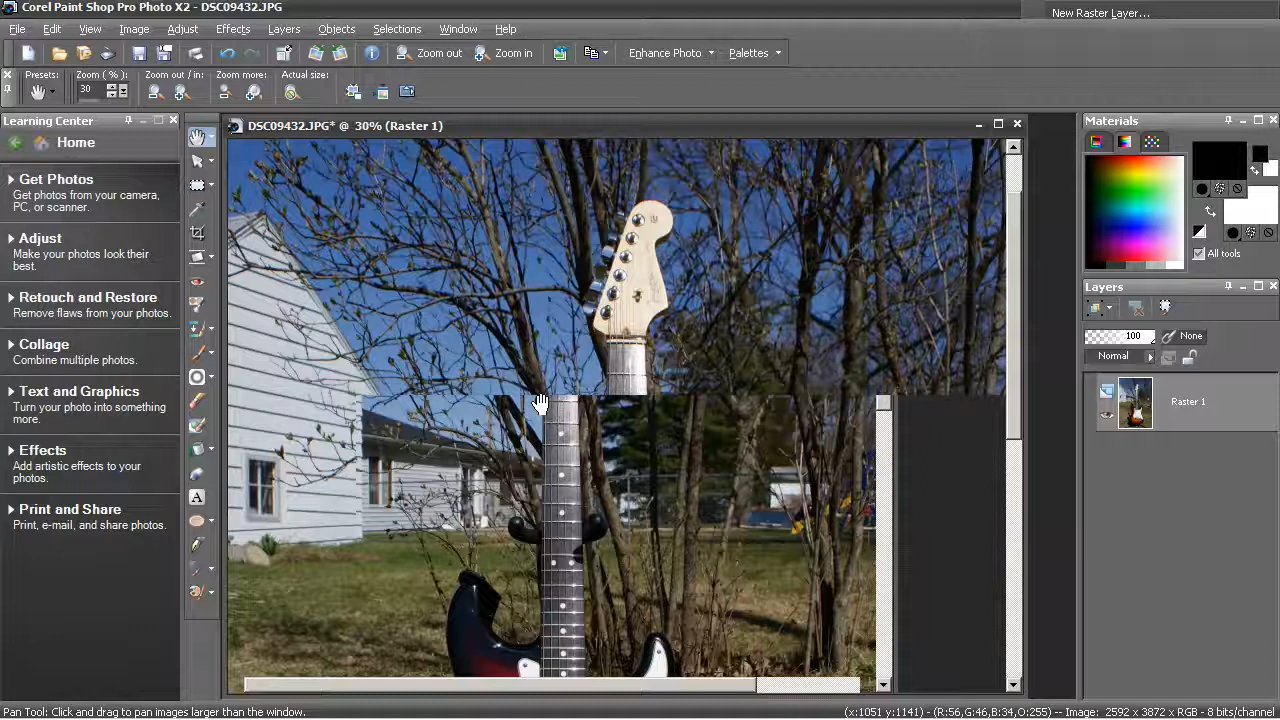 Corel Paint Shop Pro Photo X2 - DSC09432.JPG
New Raster Layer...
File Edit View Image Adjust Effects Layers Objects Selections Window Help
Zoom out Zoom in Enhance Photo Palettes
Presets: Zoom ( % ): Zoom out / in: Zoom more: Actual size:
30
Learning Center
Home
Get Photos
Get photos from your camera,
PC, or scanner.
Adjust
Make your photos look their
best.
Retouch and Restore
Remove flaws from your photos.
Collage
Combine multiple photos.
Text and Graphics
Turn your photo into something
more.
Effects
Add artistic effects to your
photos.
Print and Share
Print, e-mail, and share photos.
DSC09432.JPG* @ 30% (Raster 1)
Materials
All tools
Layers
100 None
Normal
Raster 1
Pan Tool: Click and drag to pan images larger than the window.
(x:1051 y:1141) - (R:56,G:46,B:34,O:255) -- Image: 2592 x 3872 x RGB - 8 bits/channel